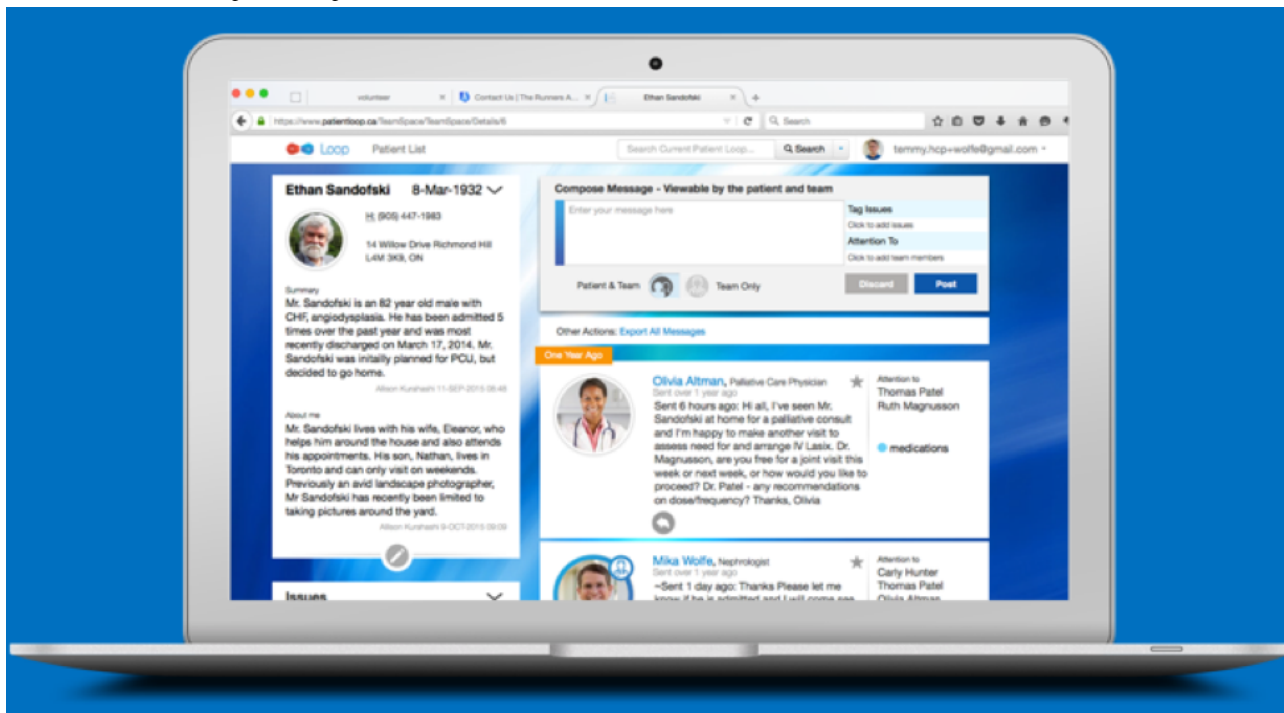 volunteer
Contact Us | The Runners A...
Ethan Sandofski
https://www.patientloop.ca/TeamSpace/TeamSpace/Details/6
Search
Loop
Patient List
Search Current Patient Loop...
Search
temmy.hcp+wolfe@gmail.com
Ethan Sandofski 8-Mar-1932
H: (905) 447-1983
14 Willow Drive Richmond Hill
L4M 3K9, ON
Summary
Mr. Sandofski is an 82 year old male with
CHF, angiodysplasia. He has been admitted 5
times over the past year and was most
recently discharged on March 17, 2014. Mr.
Sandofski was initailly planned for PCU, but
decided to go home.
Allison Kurahashi 11-SEP-2015 08:48
About me
Mr. Sandofski lives with his wife, Eleanor, who
helps him around the house and also attends
his appointments. His son, Nathan, lives in
Toronto and can only visit on weekends.
Previously an avid landscape photographer,
Mr Sandofski has recently been limited to
taking pictures around the yard.
Allison Kurahashi 9-OCT-2015 09:09
Issues
Compose Message - Viewable by the patient and team
Enter your message here
Tag Issues
Click to add issues
Attention To
Click to add team members
Patient & Team
Team Only
Discard
Post
Other Actions: Export All Messages
One Year Ago
Olivia Altman, Palliative Care Physician
Sent over 1 year ago
Sent 6 hours ago: Hi all, I've seen Mr.
Sandofski at home for a palliative consult
and I'm happy to make another visit to
assess need for and arrange IV Lasix. Dr.
Magnusson, are you free for a joint visit this
week or next week, or how would you like to
proceed? Dr. Patel - any recommendations
on dose/frequency? Thanks, Olivia
Attention to
Thomas Patel
Ruth Magnusson
medications
Mika Wolfe, Nephrologist
Sent over 1 year ago
~Sent 1 day ago: Thanks Please let me
know if he is admitted and I will come see
Attention to
Carly Hunter
Thomas Patel
Olivia Altman